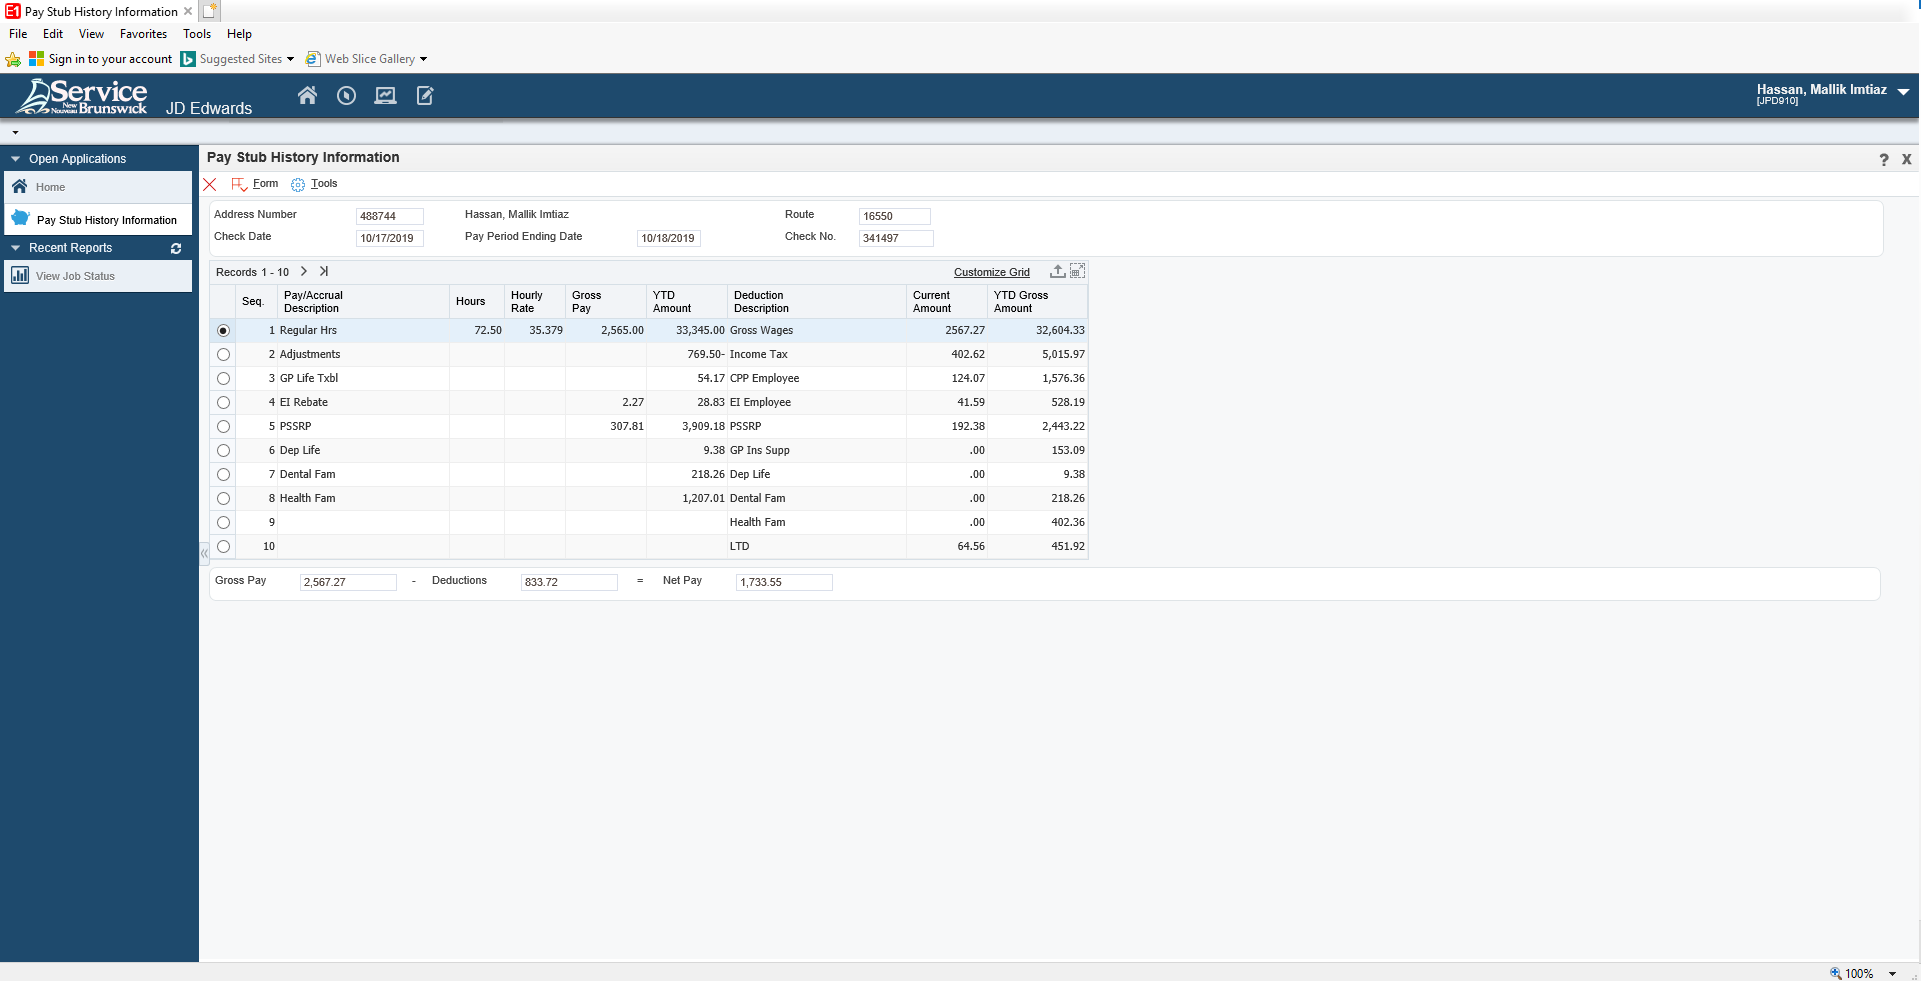 E1 Pay Stub History Information
File Edit View Favorites Tools Help
Sign in to your account Suggested Sites Web Slice Gallery
Service
New
Nouveau Brunswick
JD Edwards
Hassan, Mallik Imtiaz
[JPD910]
Open Applications
Home
Pay Stub History Information
Recent Reports
View Job Status
Pay Stub History Information
? X
Form Tools
Address Number 488744 Hassan, Mallik Imtiaz Route 16550
Check Date 10/17/2019 Pay Period Ending Date 10/18/2019 Check No. 341497
Records 1 - 10 Customize Grid
Seq. Pay/Accrual Description Hours Hourly Rate Gross Pay YTD Amount Deduction Description Current Amount YTD Gross Amount
1 Regular Hrs 72.50 35.379 2,565.00 33,345.00 Gross Wages 2567.27 32,604.33
2 Adjustments 769.50- Income Tax 402.62 5,015.97
3 GP Life Txbl 54.17 CPP Employee 124.07 1,576.36
4 EI Rebate 2.27 28.83 EI Employee 41.59 528.19
5 PSSRP 307.81 3,909.18 PSSRP 192.38 2,443.22
6 Dep Life 9.38 GP Ins Supp .00 153.09
7 Dental Fam 218.26 Dep Life .00 9.38
8 Health Fam 1,207.01 Dental Fam .00 218.26
9 Health Fam .00 402.36
10 LTD 64.56 451.92
Gross Pay 2,567.27 - Deductions 833.72 = Net Pay 1,733.55
100%